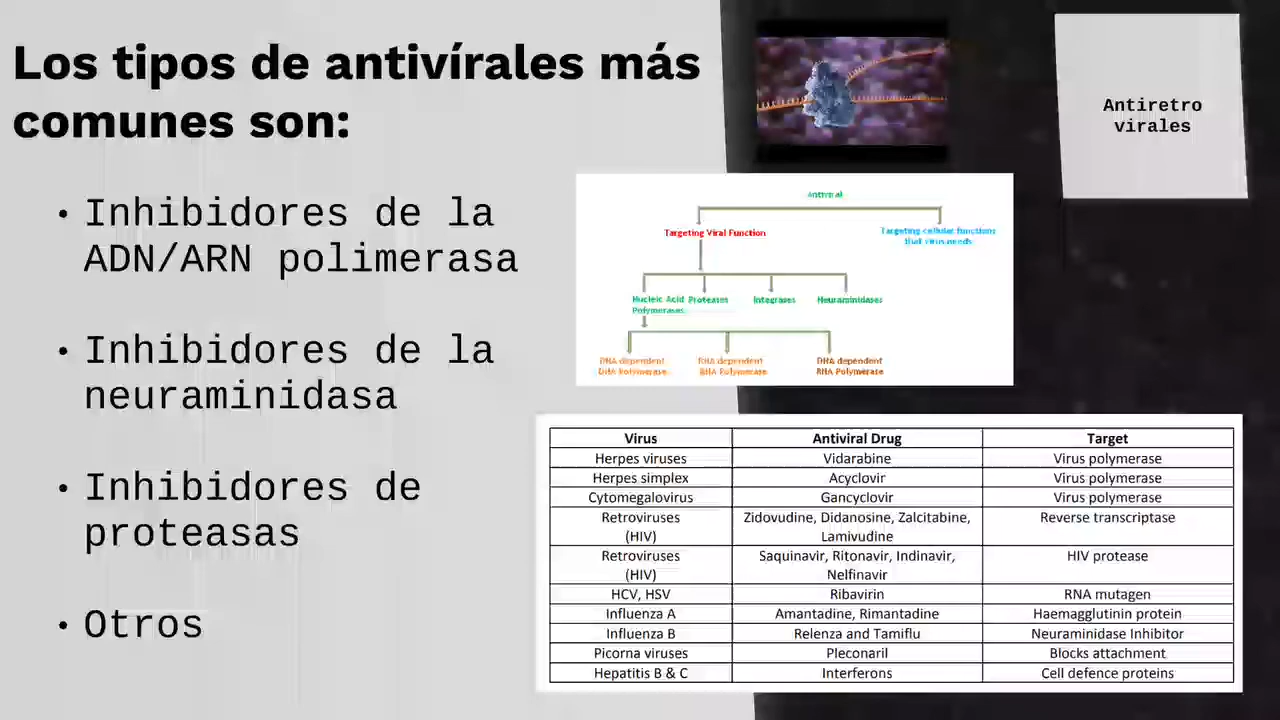 Los tipos de antivírales más
comunes son:
• Inhibidores de la
ADN/ARN polimerasa
• Inhibidores de la
neuraminidasa
• Inhibidores de
proteasas
• Otros
Antiretro
virales
Antiviral
Targeting Viral Function
Targeting cellular functions
that virus needs
Nucleic Acid
Polymerases
Proteases
Integrases
Neuraminidases
DNA dependent
DNA Polymerase
RNA dependent
RNA Polymerase
DNA dependent
RNA Polymerase
Virus Antiviral Drug Target
Herpes viruses Vidarabine Virus polymerase
Herpes simplex Acyclovir Virus polymerase
Cytomegalovirus Gancyclovir Virus polymerase
Retroviruses Zidovudine, Didanosine, Zalcitabine, Reverse transcriptase
(HIV) Lamivudine
Retroviruses Saquinavir, Ritonavir, Indinavir, HIV protease
(HIV) Nelfinavir
HCV, HSV Ribavirin RNA mutagen
Influenza A Amantadine, Rimantadine Haemagglutinin protein
Influenza B Relenza and Tamiflu Neuraminidase Inhibitor
Picorna viruses Pleconaril Blocks attachment
Hepatitis B & C Interferons Cell defence proteins